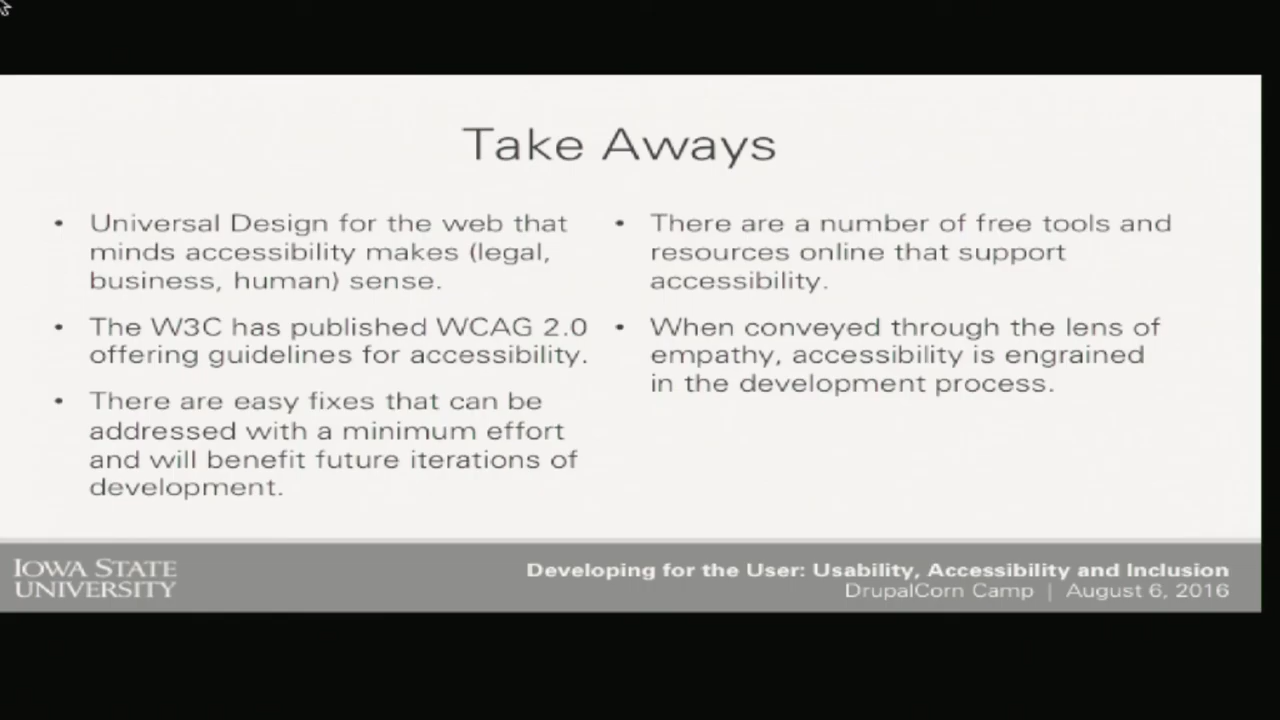 Take Aways
• Universal Design for the web that
minds accessibility makes (legal,
business, human) sense.
• The W3C has published WCAG 2.0
offering guidelines for accessibility.
• There are easy fixes that can be
addressed with a minimum effort
and will benefit future iterations of
development.
• There are a number of free tools and
resources online that support
accessibility.
• When conveyed through the lens of
empathy, accessibility is engrained
in the development process.
IOWA STATE
UNIVERSITY
Developing for the User: Usability, Accessibility and Inclusion
DrupalCorn Camp | August 6, 2016